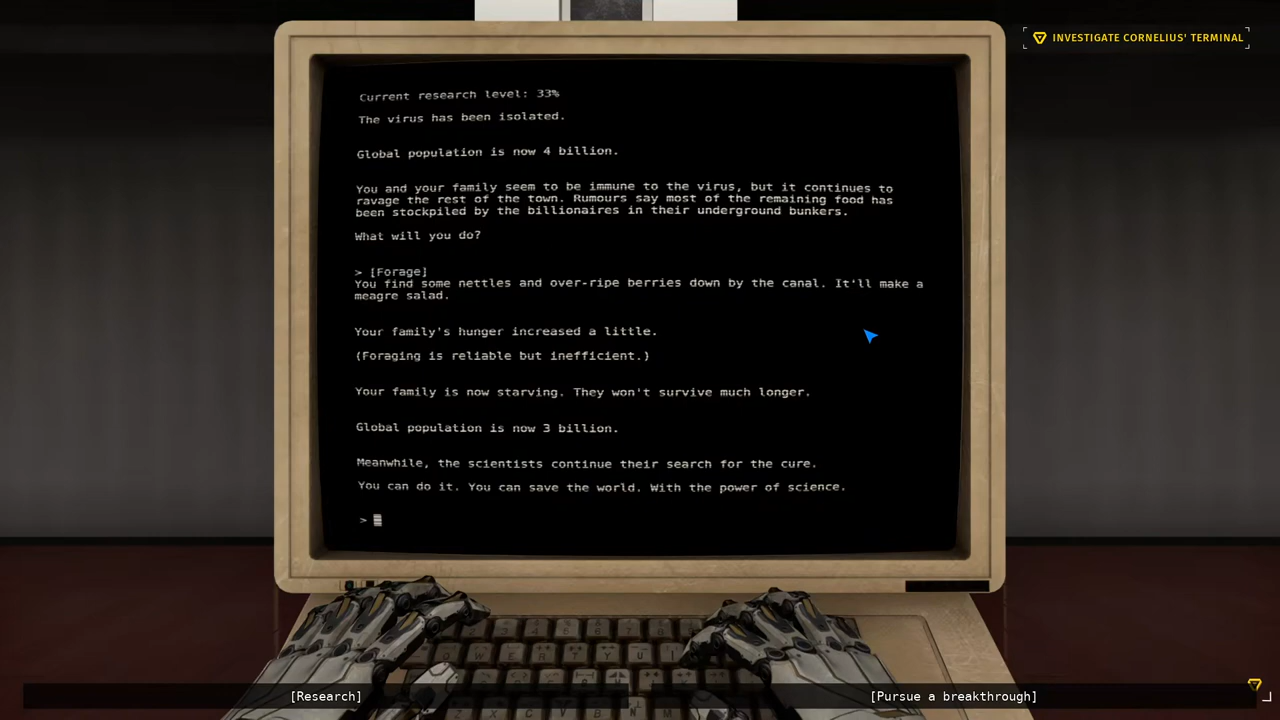 INVESTIGATE CORNELIUS' TERMINAL
Current research level: 33%
The virus has been isolated.
Global population is now 4 billion.
You and your family seem to be immune to the virus, but it continues to
ravage the rest of the town. Rumours say most of the remaining food has
been stockpiled by the billionaires in their underground bunkers.
What will you do?
> [Forage]
You find some nettles and over-ripe berries down by the canal. It'll make a
meagre salad.
Your family's hunger increased a little.
(Foraging is reliable but inefficient.)
Your family is now starving. They won't survive much longer.
Global population is now 3 billion.
Meanwhile, the scientists continue their search for the cure.
You can do it. You can save the world. With the power of science.
>
[Research]
[Pursue a breakthrough]